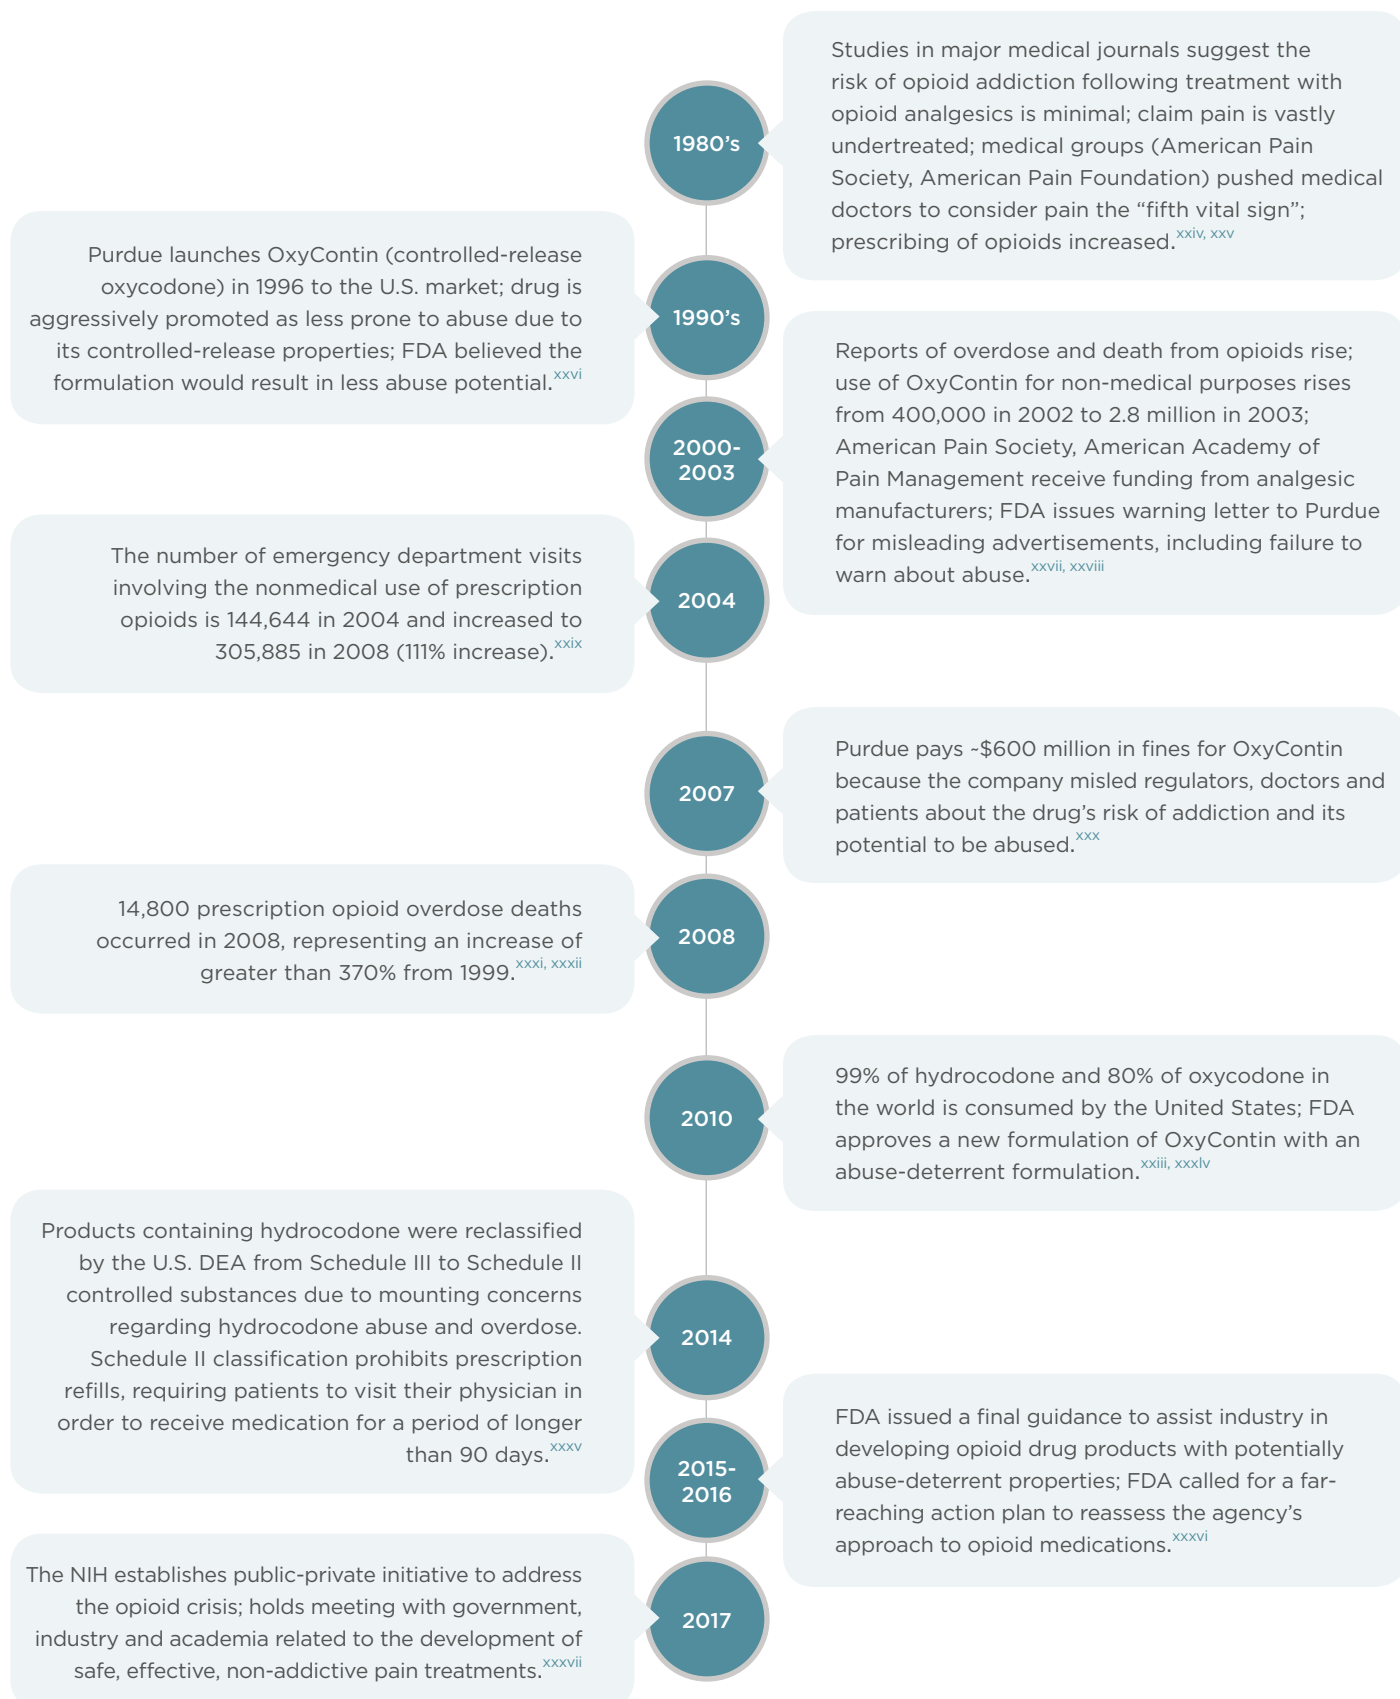 1980's
Studies in major medical journals suggest the
risk of opioid addiction following treatment with
opioid analgesics is minimal; claim pain is vastly
undertreated; medical groups (American Pain
Society, American Pain Foundation) pushed medical
doctors to consider pain the “fifth vital sign”;
prescribing of opioids increased.xxiv, xxv
Purdue launches OxyContin (controlled-release
oxycodone) in 1996 to the U.S. market; drug is
aggressively promoted as less prone to abuse due to
its controlled-release properties; FDA believed the
formulation would result in less abuse potential.xxvi
1990's
2000-
2003
Reports of overdose and death from opioids rise;
use of OxyContin for non-medical purposes rises
from 400,000 in 2002 to 2.8 million in 2003;
American Pain Society, American Academy of
Pain Management receive funding from analgesic
manufacturers; FDA issues warning letter to Purdue
for misleading advertisements, including failure to
warn about abuse.xxvii, xxviii
The number of emergency department visits
involving the nonmedical use of prescription
opioids is 144,644 in 2004 and increased to
305,885 in 2008 (111% increase).xxix
2004
2007
Purdue pays ~$600 million in fines for OxyContin
because the company misled regulators, doctors and
patients about the drug's risk of addiction and its
potential to be abused.xxx
14,800 prescription opioid overdose deaths
occurred in 2008, representing an increase of
greater than 370% from 1999.xxxi, xxxii
2008
2010
99% of hydrocodone and 80% of oxycodone in
the world is consumed by the United States; FDA
approves a new formulation of OxyContin with an
abuse-deterrent formulation.xxiii, xxxlv
Products containing hydrocodone were reclassified
by the U.S. DEA from Schedule III to Schedule II
controlled substances due to mounting concerns
regarding hydrocodone abuse and overdose.
Schedule II classification prohibits prescription
refills, requiring patients to visit their physician in
order to receive medication for a period of longer
than 90 days.xxxv
2014
2015-
2016
FDA issued a final guidance to assist industry in
developing opioid drug products with potentially
abuse-deterrent properties; FDA called for a far-
reaching action plan to reassess the agency's
approach to opioid medications.xxxvi
The NIH establishes public-private initiative to address
the opioid crisis; holds meeting with government,
industry and academia related to the development of
safe, effective, non-addictive pain treatments.xxxvii
2017